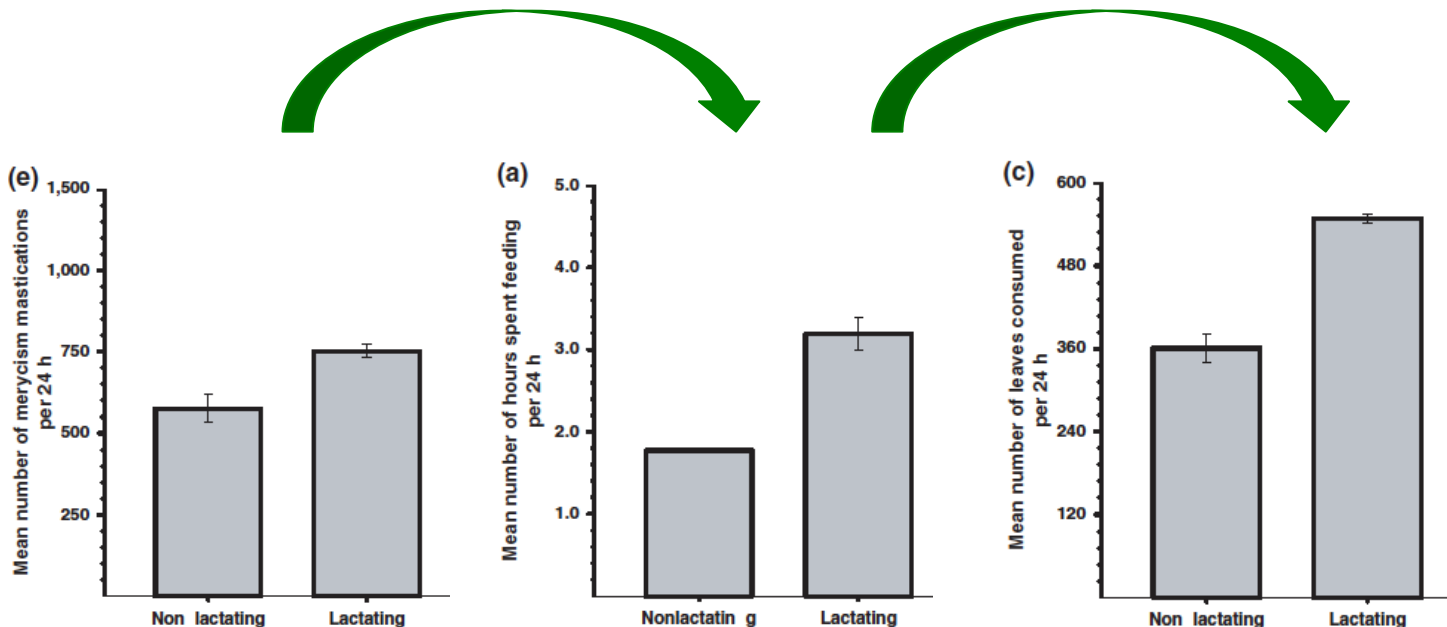 (e)
Mean number of merycism mastications
per 24 h
1,500
1,000
750
500
250
Non lactating
Lactating
(a)
Mean number of hours spent feeding
per 24 h
5.0
4.0
3.0
2.0
1.0
Nonlactatin g
Lactating
(c)
Mean number of leaves consumed
per 24 h
600
480
360
240
120
Non lactating
Lactating